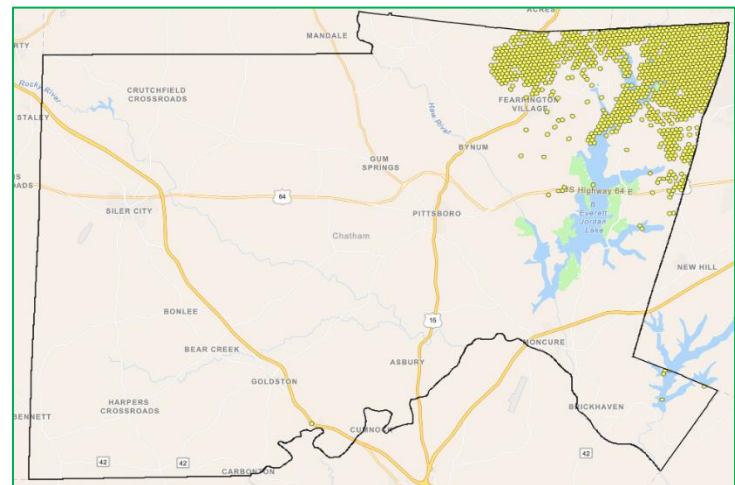 ACRES
MANDALE
RTY
CRUTCHFIELD
CROSSROADS
Rocky River
STALEY
Haw River
FEARRINGTON
VILLAGE
BYNUM
GUM
SPRINGS
OADS
64
S Highway 64 E
SILER CITY
PITTSBORO
B
Everett
Jordan
Lake
Chatham
NEW HILL
BONLEE
15
BEAR CREEK
MONCURE
ASBURY
GOLDSTON
HARPERS
CROSSROADS
BRICKHAVEN
BENNETT
CUMNOCK
42
42
42
CARBONTON